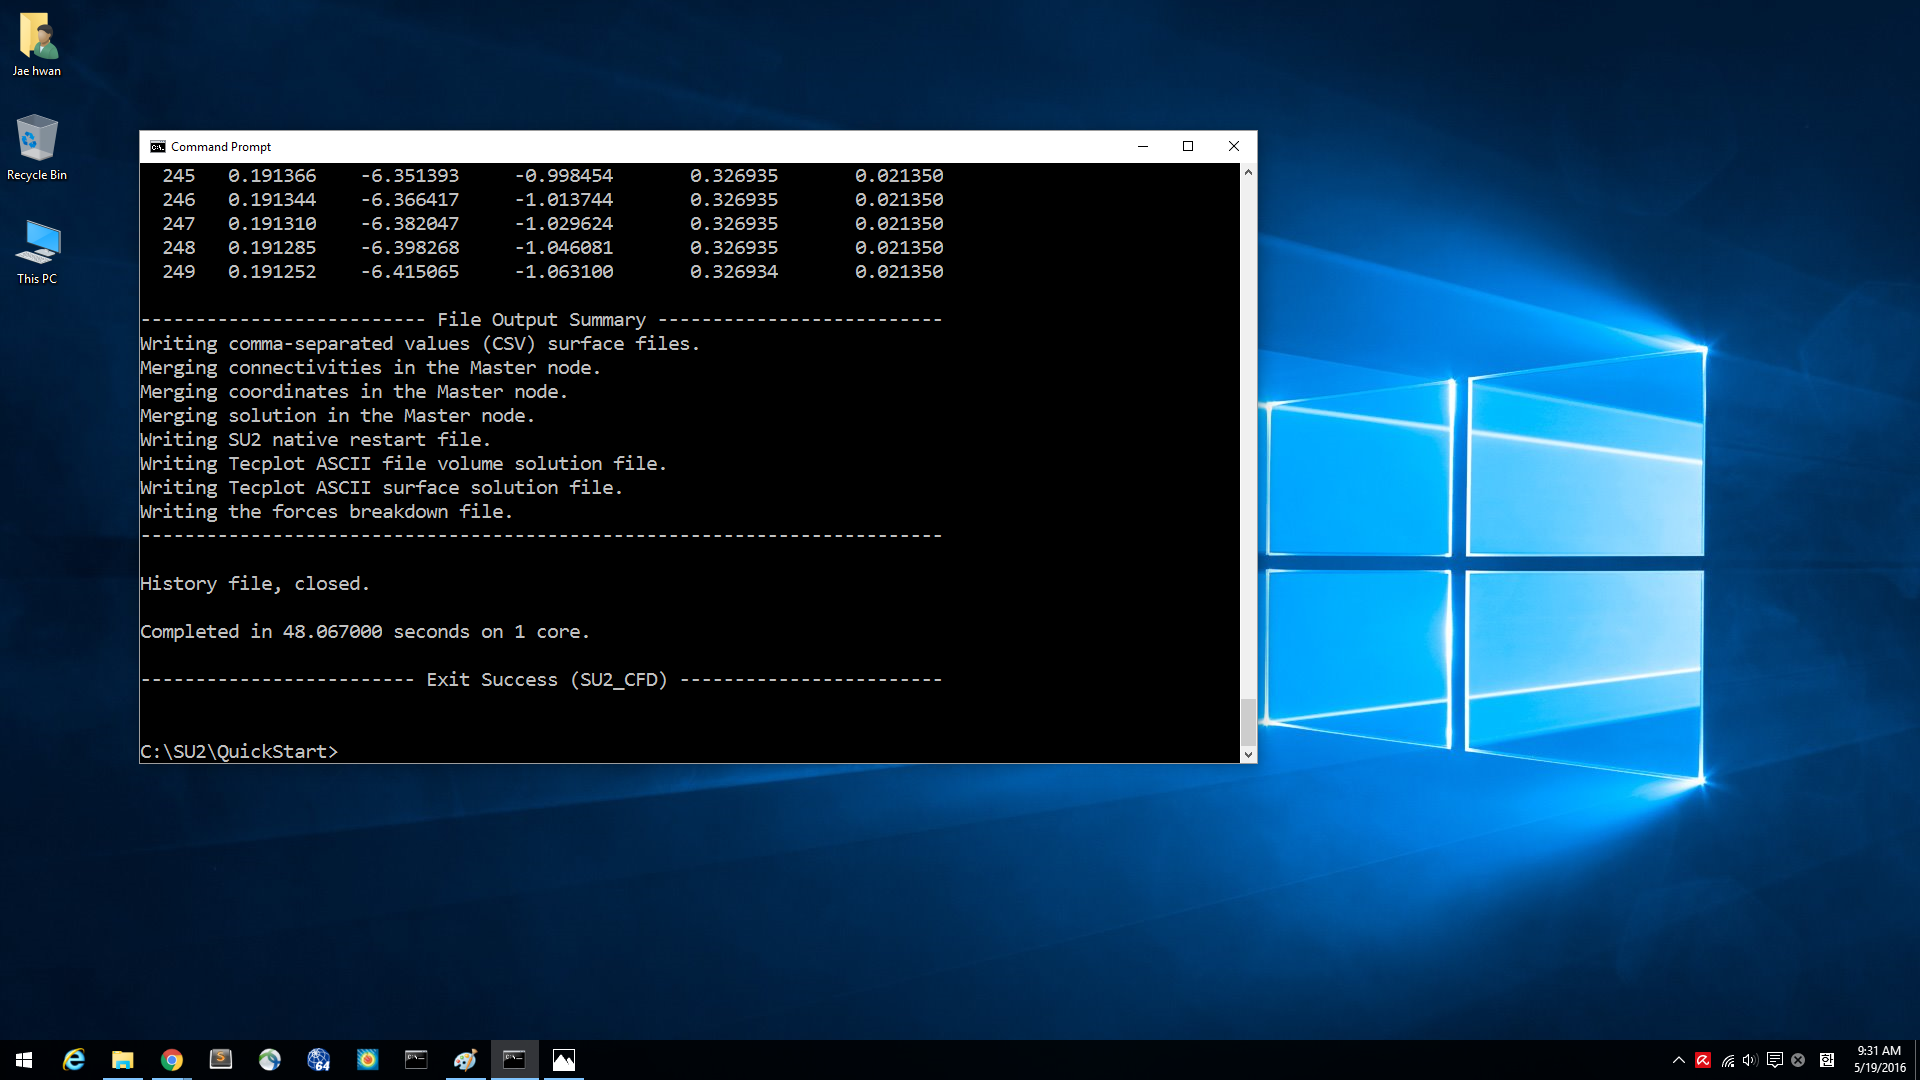 Jae hwan
Recycle Bin
This PC
Command Prompt
245 0.191366 -6.351393 -0.998454 0.326935 0.021350
246 0.191344 -6.366417 -1.013744 0.326935 0.021350
247 0.191310 -6.382047 -1.029624 0.326935 0.021350
248 0.191285 -6.398268 -1.046081 0.326935 0.021350
249 0.191252 -6.415065 -1.063100 0.326934 0.021350
-------------------------- File Output Summary --------------------------
Writing comma-separated values (CSV) surface files.
Merging connectivities in the Master node.
Merging coordinates in the Master node.
Merging solution in the Master node.
Writing SU2 native restart file.
Writing Tecplot ASCII file volume solution file.
Writing Tecplot ASCII surface solution file.
Writing the forces breakdown file.
-------------------------------------------------------------------------
History file, closed.
Completed in 48.067000 seconds on 1 core.
------------------------- Exit Success (SU2_CFD) ------------------------
C:\SU2\QuickStart>
64
한
9:31 AM
5/19/2016